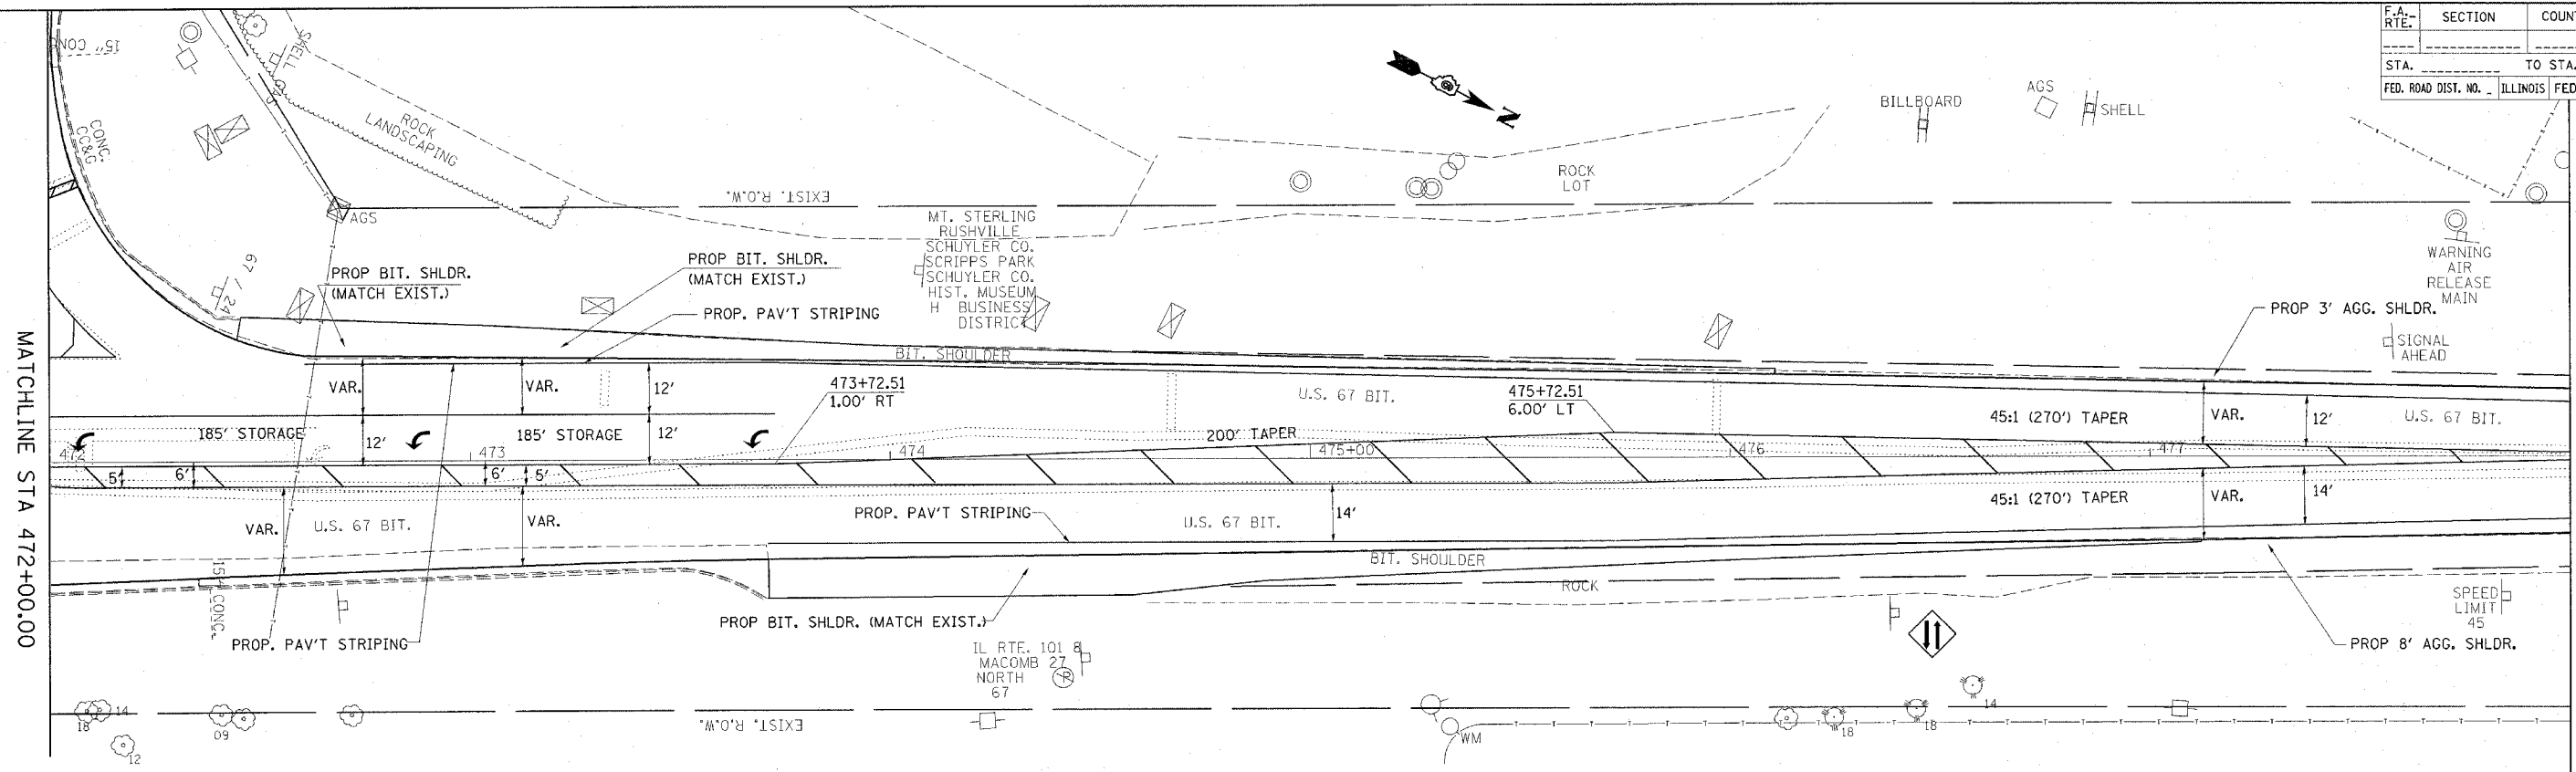 F.A.- RTE. SECTION COUN
STA. TO STA.
FED. ROAD DIST. NO. ILLINOIS FED
15" CONC
SHELL
AGS
CONC.
CC&G
ROCK
LANDSCAPING
AGS
EXIST. R.O.W.
N
BILLBOARD
AGS
SHELL
ROCK
LOT
MT. STERLING
RUSHVILLE
SCHUYLER CO.
SCRIPPS PARK
SCHUYLER CO.
HIST. MUSEUM
H BUSINESS
DISTRICT
WARNING
AIR
RELEASE
MAIN
SIGNAL
AHEAD
67 / 24
PROP BIT. SHLDR.
(MATCH EXIST.)
PROP BIT. SHLDR.
(MATCH EXIST.)
PROP. PAV'T STRIPING
PROP 3' AGG. SHLDR.
BIT. SHOULDER
MATCHLINE STA 472+00.00
VAR.
VAR.
12'
473+72.51
1.00' RT
U.S. 67 BIT.
475+72.51
6.00' LT
45:1 (270') TAPER
VAR.
12'
U.S. 67 BIT.
185' STORAGE
12'
185' STORAGE
12'
200' TAPER
472
473
474
475+00
476
477
5'
6'
6'
5'
VAR.
U.S. 67 BIT.
VAR.
PROP. PAV'T STRIPING
U.S. 67 BIT.
14'
45:1 (270') TAPER
VAR.
14'
BIT. SHOULDER
ROCK
15" CONC.
PROP. PAV'T STRIPING
PROP BIT. SHLDR. (MATCH EXIST.)
SPEED
LIMIT
45
PROP 8' AGG. SHLDR.
IL RTE. 101 8
MACOMB 27
NORTH
67
R
EXIST. R.O.W.
18
14
12
09
WM
18
18
14